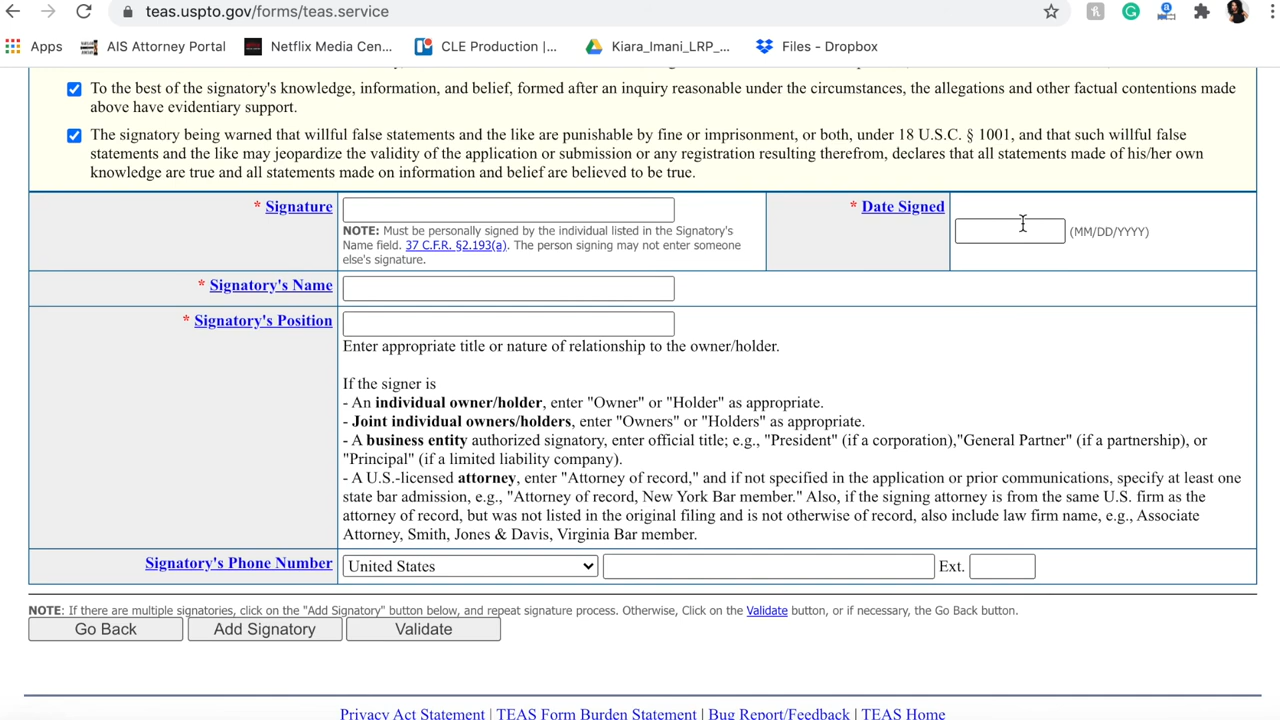 teas.uspto.gov/forms/teas.service
Apps AIS Attorney Portal Netflix Media Cen... CLE Production |... Kiara_Imani_LRP_... Files - Dropbox
To the best of the signatory's knowledge, information, and belief, formed after an inquiry reasonable under the circumstances, the allegations and other factual contentions made
above have evidentiary support.
The signatory being warned that willful false statements and the like are punishable by fine or imprisonment, or both, under 18 U.S.C. § 1001, and that such willful false
statements and the like may jeopardize the validity of the application or submission or any registration resulting therefrom, declares that all statements made of his/her own
knowledge are true and all statements made on information and belief are believed to be true.
* Signature
* Date Signed
(MM/DD/YYYY)
NOTE: Must be personally signed by the individual listed in the Signatory's
Name field. 37 C.F.R. §2.193(a). The person signing may not enter someone
else's signature.
* Signatory's Name
* Signatory's Position
Enter appropriate title or nature of relationship to the owner/holder.
If the signer is
- An individual owner/holder, enter "Owner" or "Holder" as appropriate.
- Joint individual owners/holders, enter "Owners" or "Holders" as appropriate.
- A business entity authorized signatory, enter official title; e.g., "President" (if a corporation),"General Partner" (if a partnership), or
"Principal" (if a limited liability company).
- A U.S.-licensed attorney, enter "Attorney of record," and if not specified in the application or prior communications, specify at least one
state bar admission, e.g., "Attorney of record, New York Bar member." Also, if the signing attorney is from the same U.S. firm as the
attorney of record, but was not listed in the original filing and is not otherwise of record, also include law firm name, e.g., Associate
Attorney, Smith, Jones & Davis, Virginia Bar member.
Signatory's Phone Number United States Ext.
NOTE: If there are multiple signatories, click on the "Add Signatory" button below, and repeat signature process. Otherwise, Click on the Validate button, or if necessary, the Go Back button.
Go Back Add Signatory Validate
Privacy Act Statement | TEAS Form Burden Statement | Bug Report/Feedback | TEAS Home